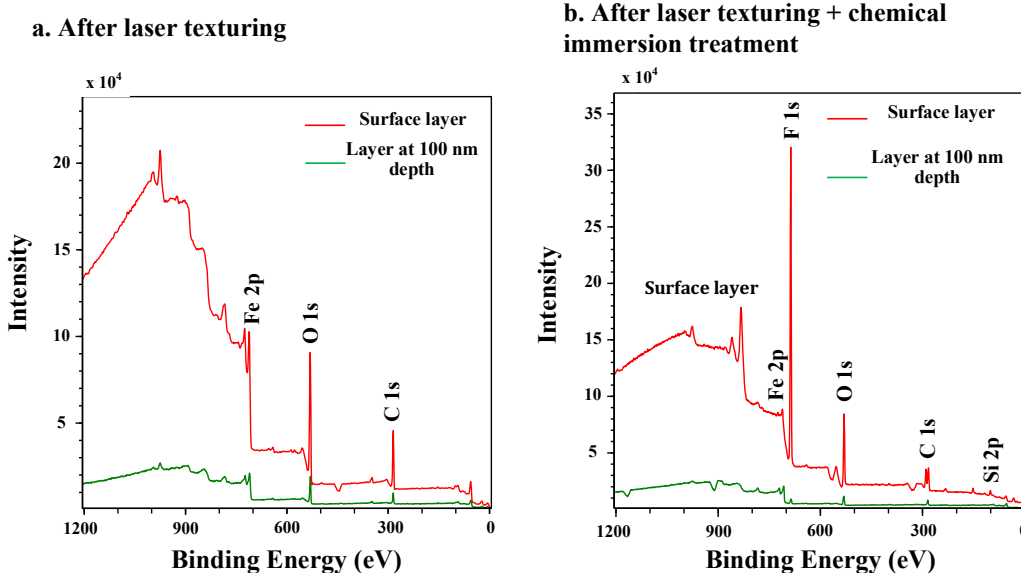 a. After laser texturing
x 10⁴
Surface layer
Layer at 100 nm
depth
20
15
10
5
Fe 2p
O 1s
C 1s
1200
900
600
300
0
Intensity
Binding Energy (eV)
b. After laser texturing + chemical
immersion treatment
x 10⁴
Surface layer
Layer at 100 nm
depth
35
30
25
20
15
10
5
Surface layer
Fe 2p
F 1s
O 1s
C 1s
Si 2p
1200
900
600
300
0
Intensity
Binding Energy (eV)